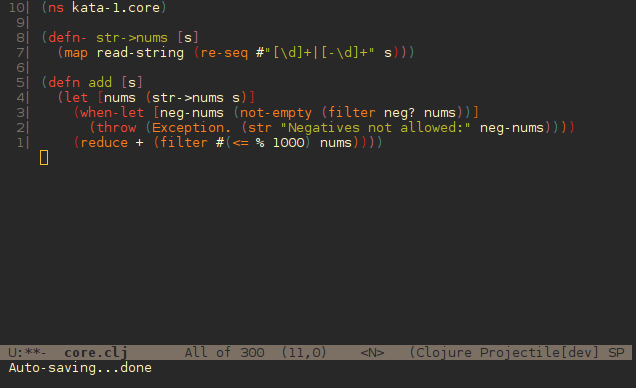 10| (ns kata-1.core)
9|
8| (defn- str->nums [s]
7|   (map read-string (re-seq #"[\d]+|[-\d]+" s)))
6|
5| (defn add [s]
4|   (let [nums (str->nums s)]
3|     (when-let [neg-nums (not-empty (filter neg? nums))]
2|       (throw (Exception. (str "Negatives not allowed:" neg-nums))))
1|     (reduce + (filter #(<= % 1000) nums))))
U:**-  core.clj       All of 300  (11,0)    <N>   (Clojure Projectile[dev] SP
Auto-saving...done